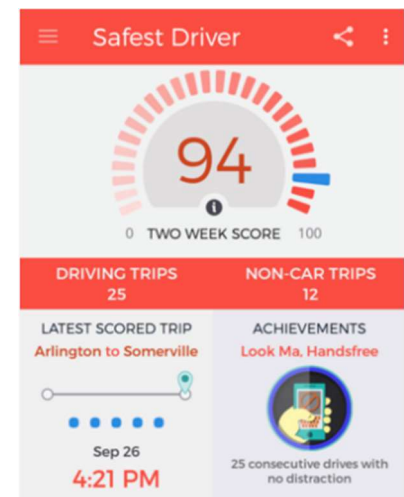 Safest Driver
94
0 TWO WEEK SCORE 100
DRIVING TRIPS
25
NON-CAR TRIPS
12
LATEST SCORED TRIP
Arlington to Somerville
Sep 26
4:21 PM
ACHIEVEMENTS
Look Ma, Handsfree
25 consecutive drives with
no distraction